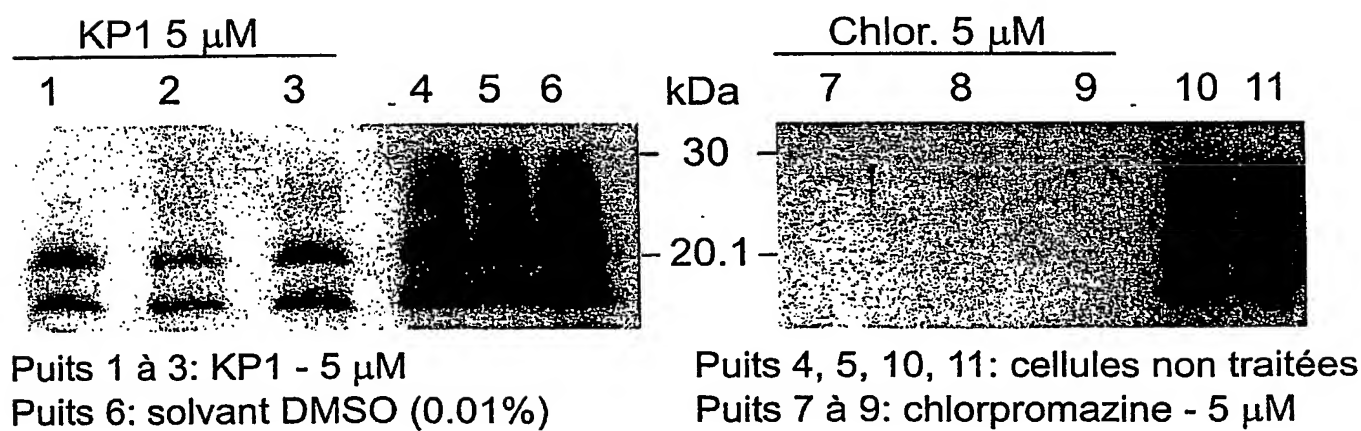 KP1 5 µM
Chlor. 5 µM
1 2 3 4 5 6 kDa 7 8 9 10 11
30
20.1
Puits 1 à 3: KP1 - 5 µM
Puits 6: solvant DMSO (0.01%)
Puits 4, 5, 10, 11: cellules non traitées
Puits 7 à 9: chlorpromazine - 5 µM